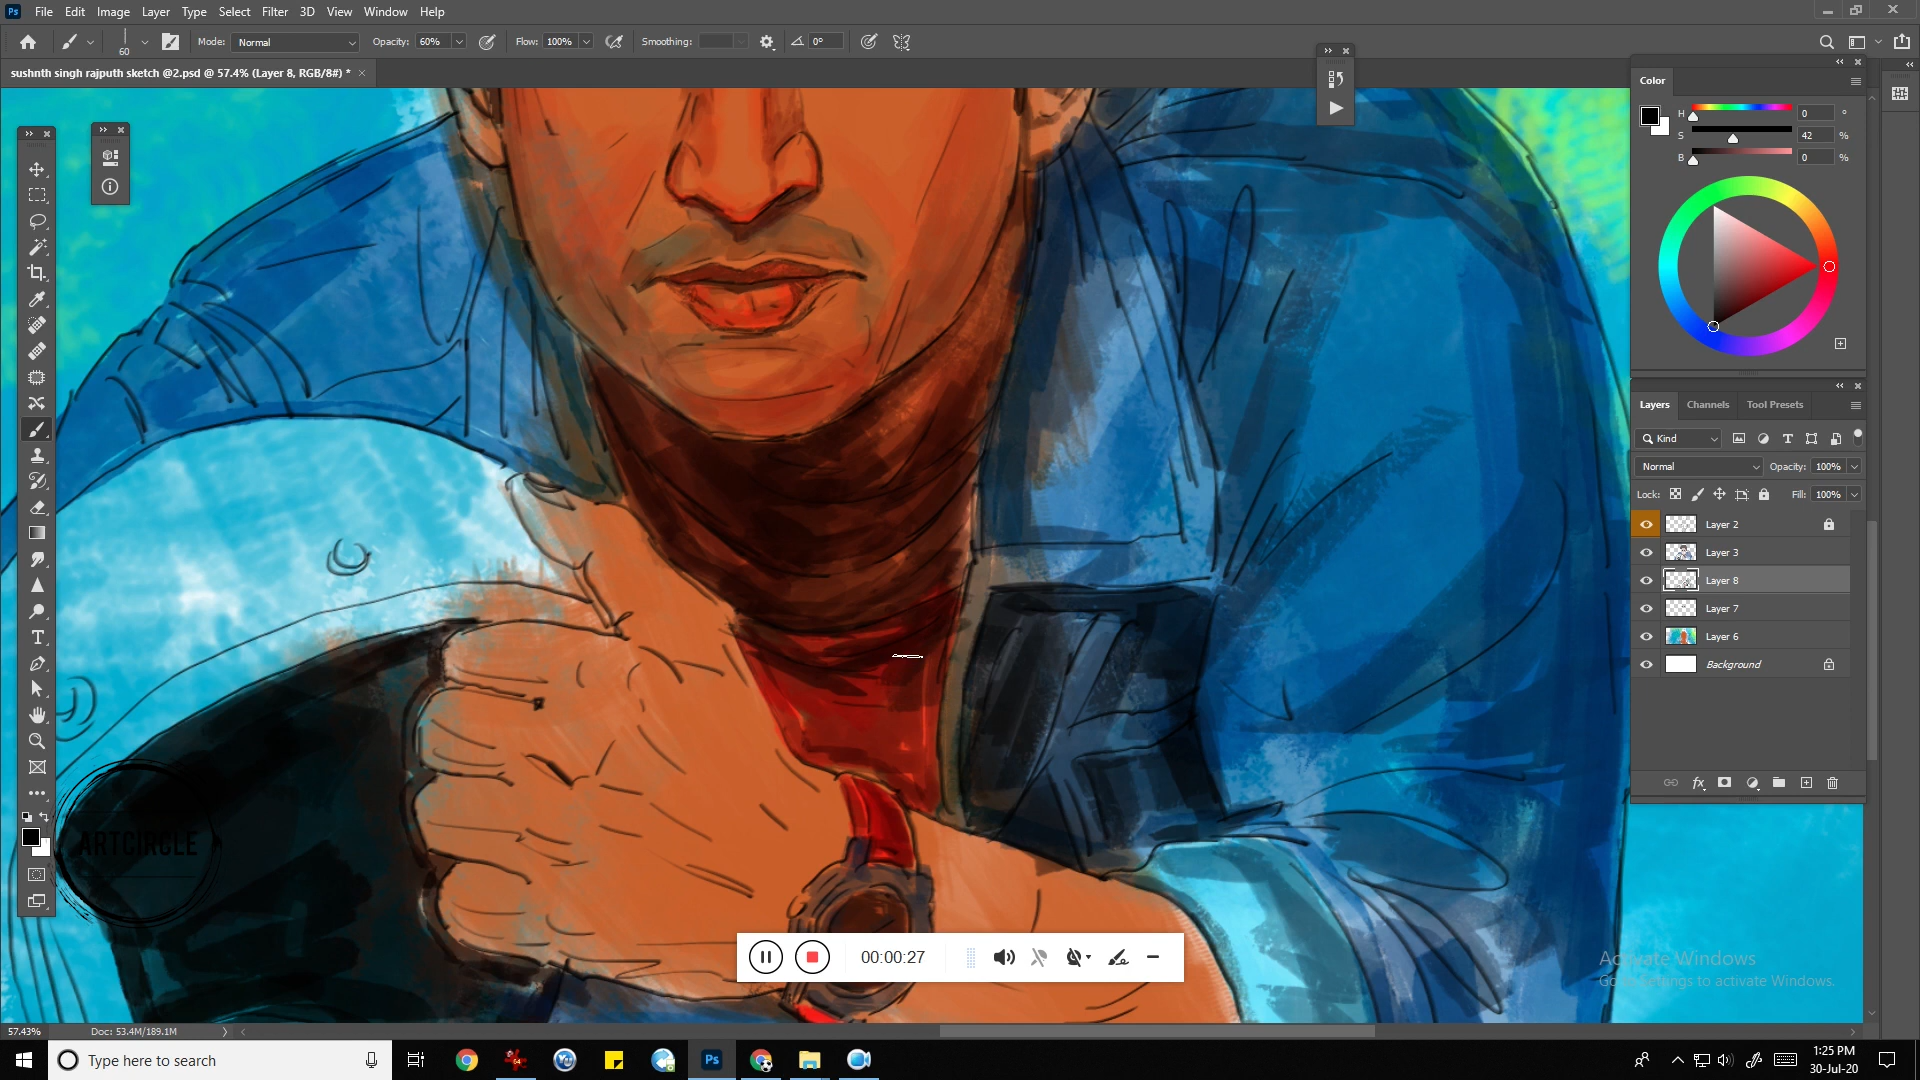 Ps File Edit Image Layer Type Select Filter 3D View Window Help
60 Mode: Normal Opacity: 60% Flow: 100% Smoothing: 0°
sushnth singh rajputh sketch @2.psd @ 57.4% (Layer 8, RGB/8#) * ×
Color
H 0 °
S 42 %
B 0 %
Layers Channels Tool Presets
Kind
Normal Opacity: 100%
Lock: Fill: 100%
Layer 2
Layer 3
Layer 8
Layer 7
Layer 6
Background
fx
ARTCIRCLE
00:00:27
Activate Windows
Go to Settings to activate Windows.
57.43% Doc: 53.4M/189.1M
Type here to search
64
Ps
1:25 PM
30-Jul-20